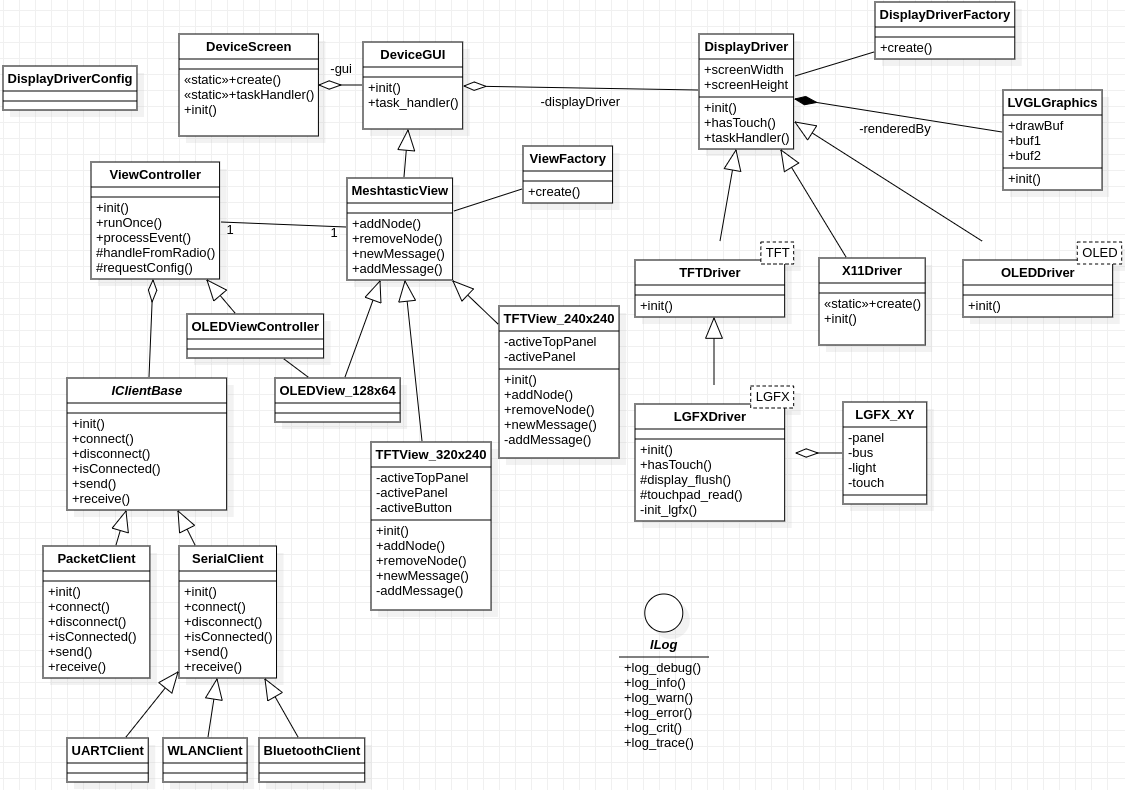 DisplayDriverFactory
+create()
DeviceScreen
«static»+create()
«static»+taskHandler()
+init()
-gui
DeviceGUI
+init()
+task_handler()
-displayDriver
DisplayDriver
+screenWidth
+screenHeight
+init()
+hasTouch()
+taskHandler()
-renderedBy
LVGLGraphics
+drawBuf
+buf1
+buf2
+init()
DisplayDriverConfig
ViewController
+init()
+runOnce()
+processEvent()
#handleFromRadio()
#requestConfig()
1
1
MeshtasticView
+addNode()
+removeNode()
+newMessage()
+addMessage()
ViewFactory
+create()
TFT
TFTDriver
+init()
X11Driver
«static»+create()
+init()
OLED
OLEDDriver
+init()
OLEDViewController
OLEDView_128x64
TFTView_240x240
-activeTopPanel
-activePanel
+init()
+addNode()
+removeNode()
+newMessage()
-addMessage()
IClientBase
+init()
+connect()
+disconnect()
+isConnected()
+send()
+receive()
TFTView_320x240
-activeTopPanel
-activePanel
-activeButton
+init()
+addNode()
+removeNode()
+newMessage()
-addMessage()
LGFX
LGFXDriver
+init()
+hasTouch()
#display_flush()
#touchpad_read()
-init_lgfx()
LGFX_XY
-panel
-bus
-light
-touch
PacketClient
+init()
+connect()
+disconnect()
+isConnected()
+send()
+receive()
SerialClient
+init()
+connect()
+disconnect()
+isConnected()
+send()
+receive()
UARTClient
WLANClient
BluetoothClient
ILog
+log_debug()
+log_info()
+log_warn()
+log_error()
+log_crit()
+log_trace()